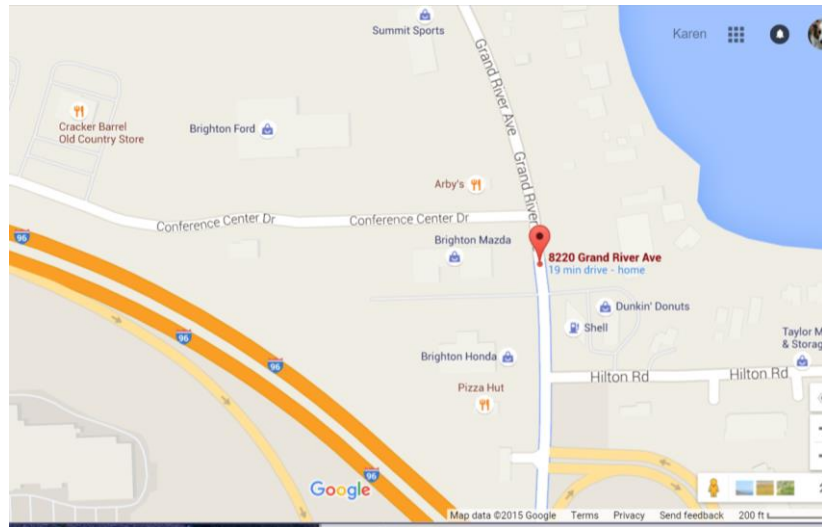 Summit Sports
Karen
Grand River Ave
Cracker Barrel
Old Country Store
Brighton Ford
Grand River
Arby's
Conference Center Dr
Conference Center Dr
96
Brighton Mazda
8220 Grand River Ave
19 min drive - home
Dunkin' Donuts
Shell
96
Taylor M
& Storag
Brighton Honda
96
Hilton Rd
Hilton Rd
Pizza Hut
96
Google
Map data ©2015 Google
Terms
Privacy
Send feedback
200 ft